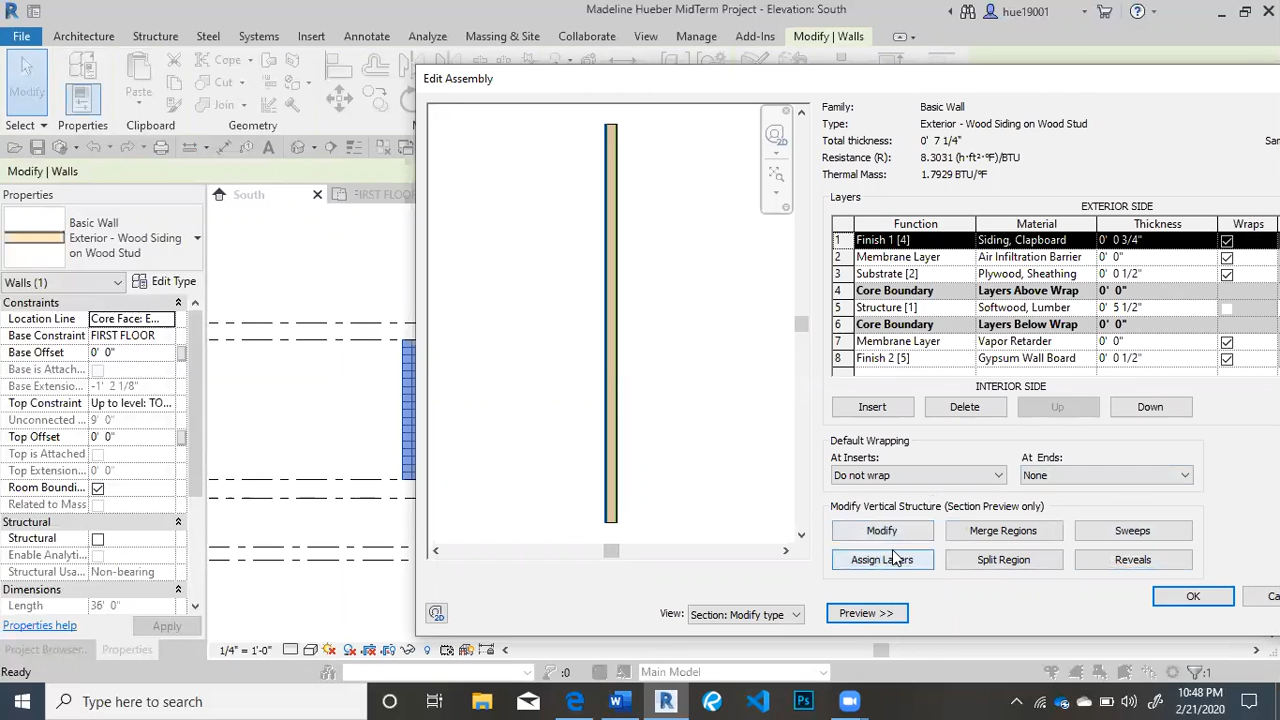 Madeline Hueber MidTerm Project - Elevation: South
hue19001
File Architecture Structure Steel Systems Insert Annotate Analyze Massing & Site Collaborate View Manage Add-Ins Modify | Walls
Modify
Paste
Cope
Cut
Join
Select Properties Clipboard Geometry
Modify | Walls
Properties
South
FIRST FLOOR
Basic Wall
Exterior - Wood Siding
on Wood Stud
Walls (1) Edit Type
Constraints
Location Line Core Face: E...
Base Constraint FIRST FLOOR
Base Offset 0' 0"
Base is Attach...
Base Extensio... -1' 2 1/8"
Top Constraint Up to level: TO...
Unconnected ... 9' 0"
Top Offset 0' 0"
Top is Attached
Top Extension... 0' 0"
Room Boundi...
Related to Mass
Structural
Structural
Enable Analyti...
Structural Usa... Non-bearing
Dimensions
Length 36' 0"
Properties help Apply
Project Browser... Properties
1/4" = 1'-0"
Ready
:0
Main Model
:1
Edit Assembly
2D
Family: Basic Wall
Type: Exterior - Wood Siding on Wood Stud
Total thickness: 0' 7 1/4"
Resistance (R): 8.3031 (h·ft²·°F)/BTU
Thermal Mass: 1.7929 BTU/°F
Layers
EXTERIOR SIDE
Function Material Thickness Wraps
1 Finish 1 [4] Siding, Clapboard 0' 0 3/4"
2 Membrane Layer Air Infiltration Barrier 0' 0"
3 Substrate [2] Plywood, Sheathing 0' 0 1/2"
4 Core Boundary Layers Above Wrap 0' 0"
5 Structure [1] Softwood, Lumber 0' 5 1/2"
6 Core Boundary Layers Below Wrap 0' 0"
7 Membrane Layer Vapor Retarder 0' 0"
8 Finish 2 [5] Gypsum Wall Board 0' 0 1/2"
INTERIOR SIDE
Insert Delete Up Down
Default Wrapping
At Inserts: At Ends:
Do not wrap None
Modify Vertical Structure (Section Preview only)
Modify Merge Regions Sweeps
Assign Layers Split Region Reveals
OK
2D
View: Section: Modify type Preview >>
Type here to search
10:48 PM
2/21/2020